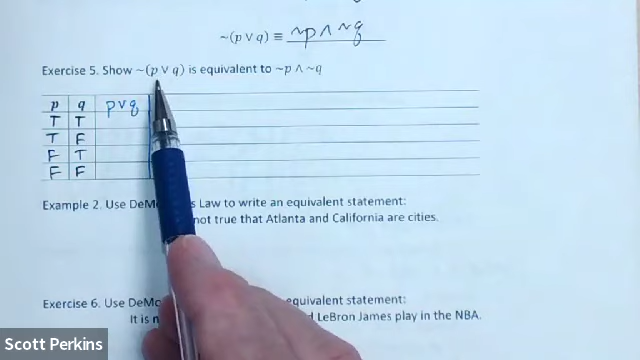 ~(p ∨ q) ≡ ~p ∧ ~q
Exercise 5. Show ~(p ∨ q) is equivalent to ~p ∧ ~q
p q p∨q
T T
T F
F T
F F
Example 2. Use DeM s Law to write an equivalent statement:
not true that Atlanta and California are cities.
Exercise 6. Use DeMo equivalent statement:
It is n LeBron James play in the NBA.
Scott Perkins